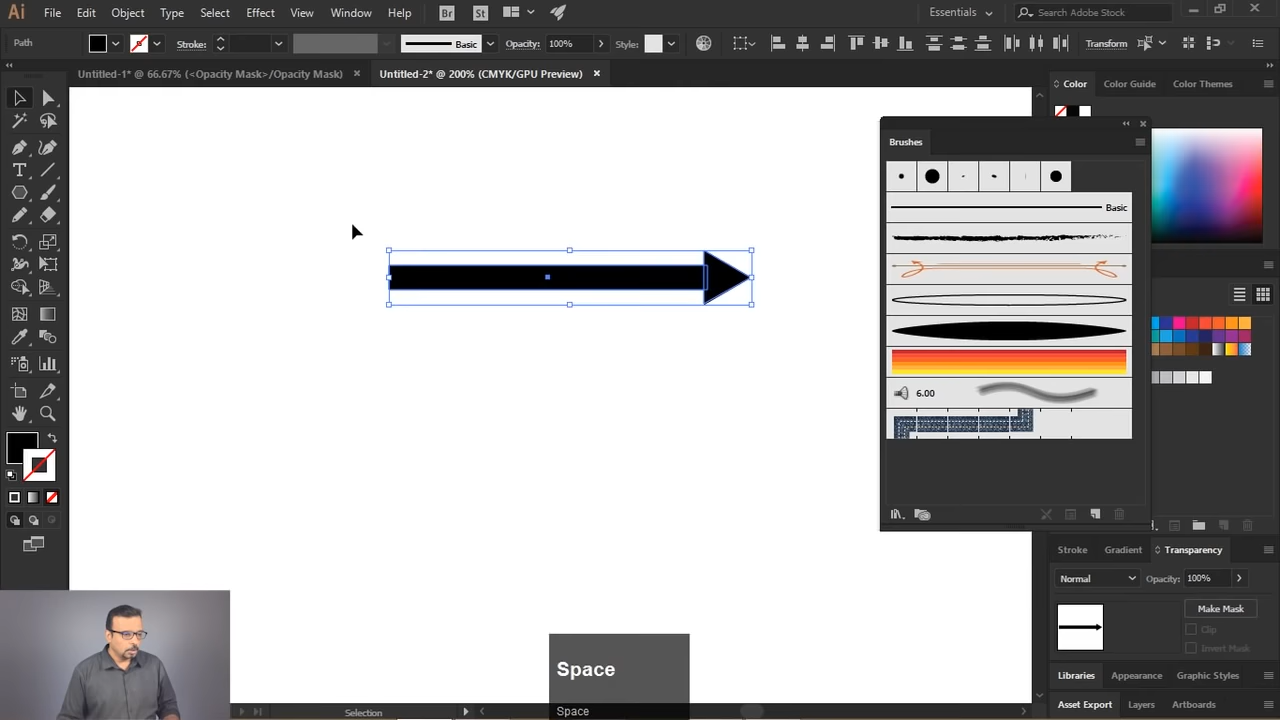 Ai File Edit Object Type Select Effect View Window Help Br St Essentials Search Adobe Stock
Path Stroke: Basic Opacity: 100% Style: Transform
Untitled-1* @ 66.67% (<Opacity Mask>/Opacity Mask) Untitled-2* @ 200% (CMYK/GPU Preview)
Color Color Guide Color Themes
Brushes
Basic
6.00
Stroke Gradient Transparency
Normal Opacity: 100%
Make Mask
Clip
Invert Mask
Space
Libraries Appearance Graphic Styles
Asset Export Layers Artboards
Space
Selection